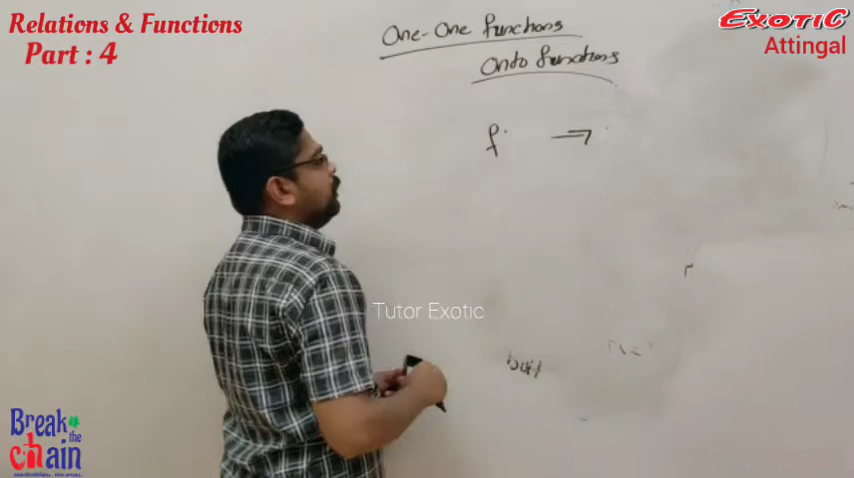 Relations & Functions
Part : 4
EXOTIC
Attingal
One-One functions
Onto functions
f →
Tutor Exotic
Break the chain